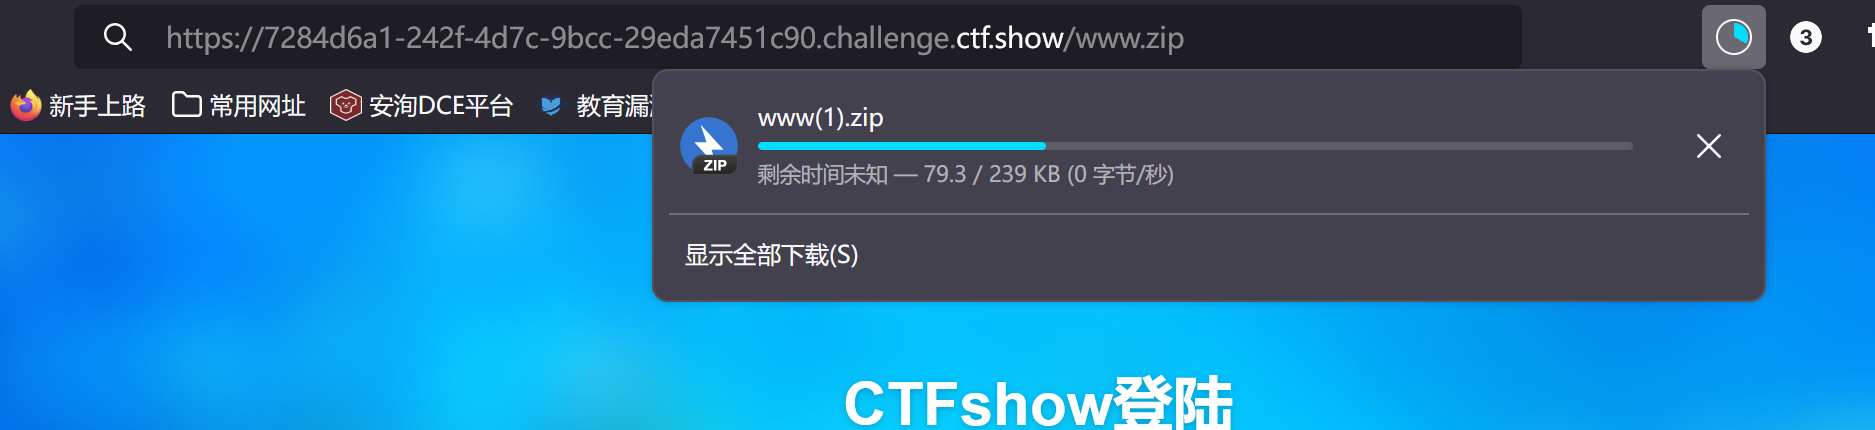 https://7284d6a1-242f-4d7c-9bcc-29eda7451c90.challenge.ctf.show/www.zip
3
新手上路 常用网址 安洵DCE平台 教育漏
www(1).zip
ZIP
剩余时间未知 — 79.3 / 239 KB (0 字节/秒)
显示全部下载(S)
CTFshow登陆